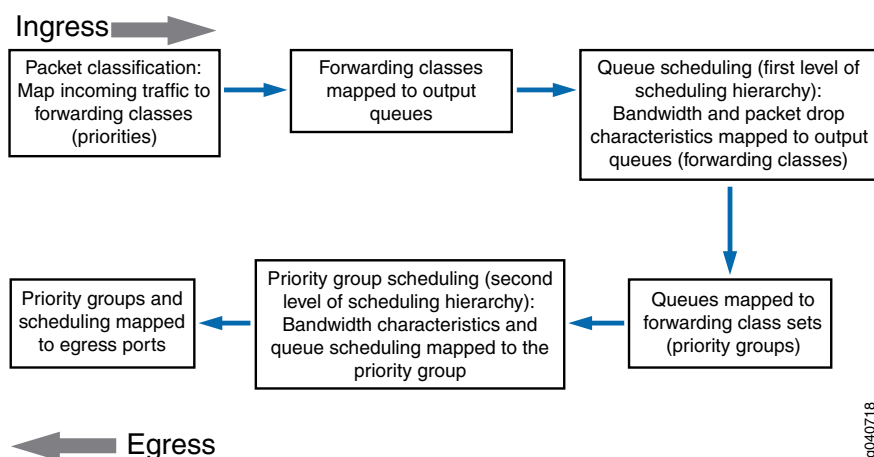 Ingress
Packet classification:
Map incoming traffic to
forwarding classes
(priorities)
Forwarding classes
mapped to output
queues
Queue scheduling (first level of
scheduling hierarchy):
Bandwidth and packet drop
characteristics mapped to output
queues (forwarding classes)
Queues mapped to
forwarding class sets
(priority groups)
Priority group scheduling (second
level of scheduling hierarchy):
Bandwidth characteristics and
queue scheduling mapped to the
priority group
Priority groups and
scheduling mapped
to egress ports
Egress
g040718